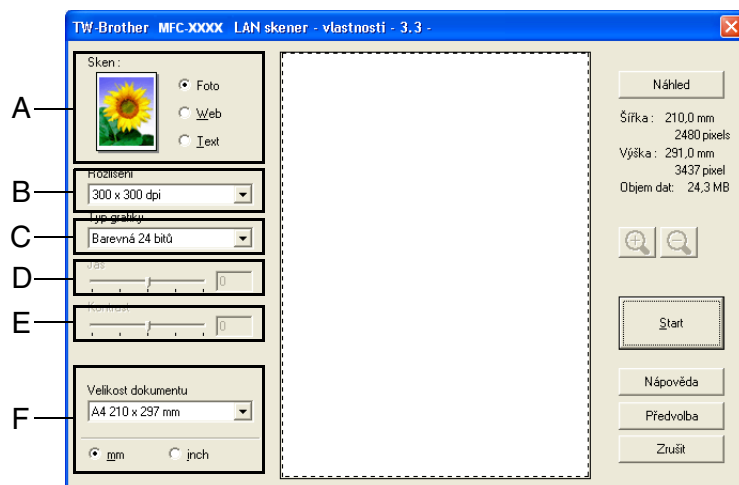 TW-Brother MFC-XXXX LAN skener - vlastnosti - 3.3 -
A
Sken :
Foto
Web
Text
B
Rozlišení
300 x 300 dpi
C
Typ grafiky
Barevná 24 bitů
D
Jas
0
E
Kontrast
0
F
Velikost dokumentu
A4 210 x 297 mm
mm inch
Náhled
Šířka : 210,0 mm
2480 pixels
Výška : 291,0 mm
3437 pixel
Objem dat: 24,3 MB
Start
Nápověda
Předvolba
Zrušit